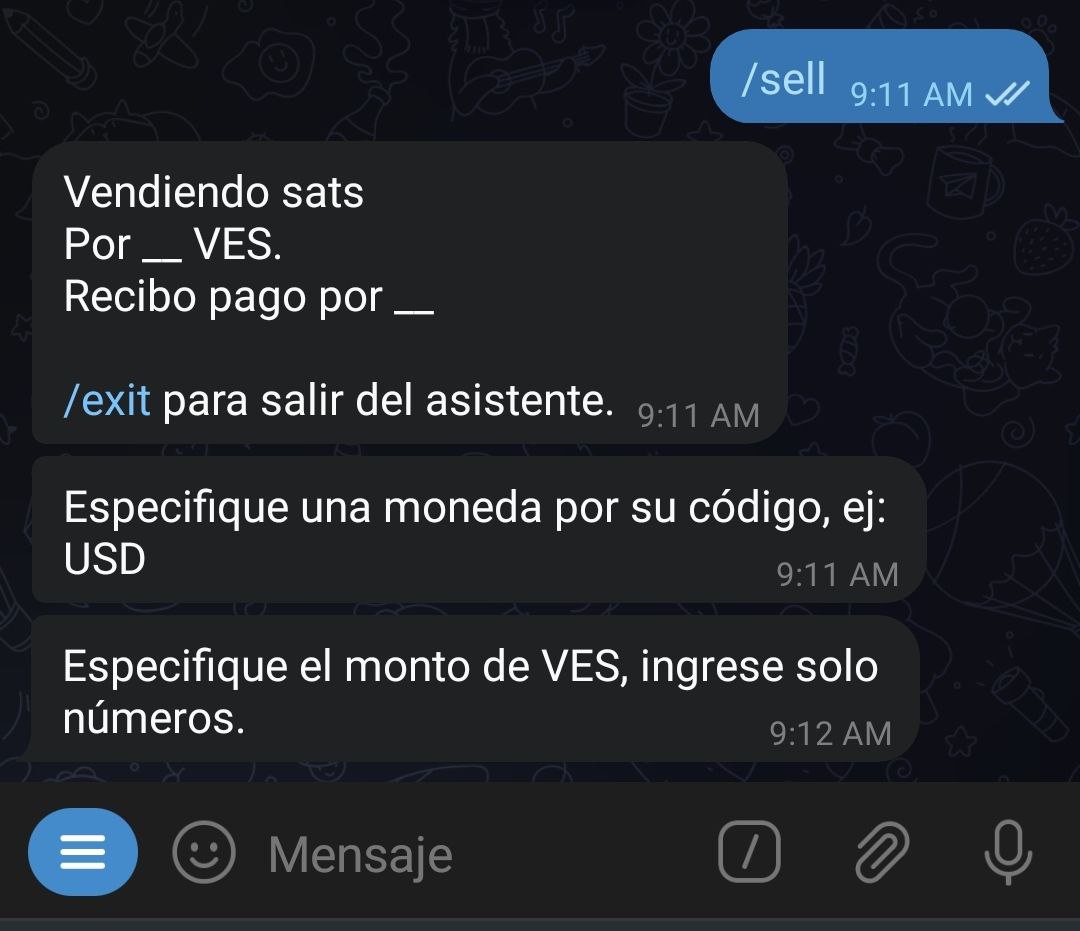 /sell 9:11 AM
Vendiendo sats
Por __ VES.
Recibo pago por __
/exit para salir del asistente. 9:11 AM
Especifique una moneda por su código, ej:
USD 9:11 AM
Especifique el monto de VES, ingrese solo
números. 9:12 AM
Mensaje